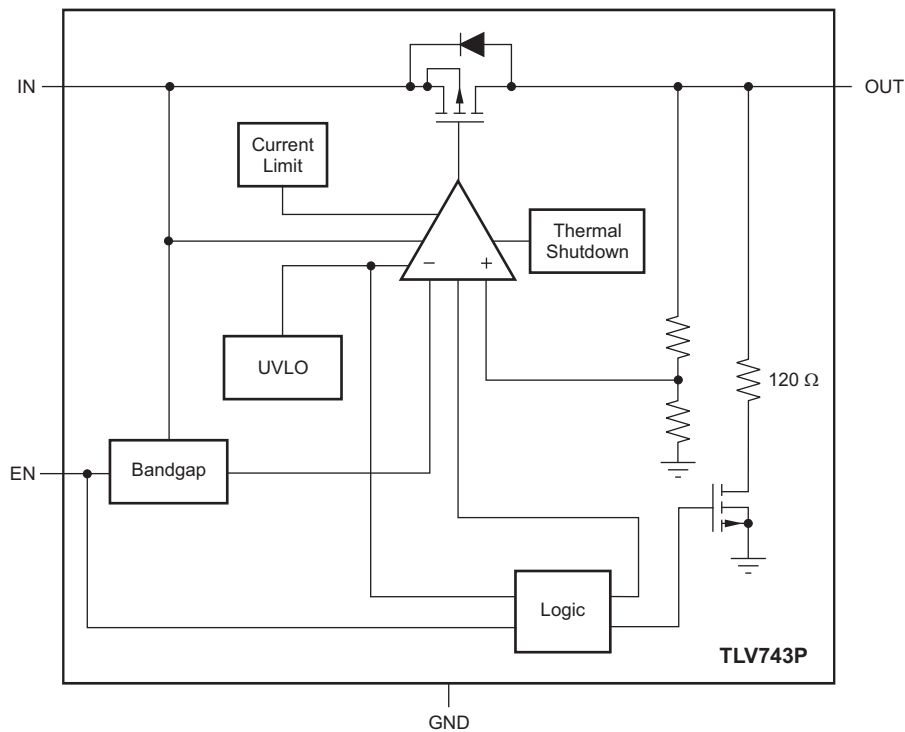 IN
OUT
Current
Limit
Thermal
Shutdown
−
+
UVLO
120 Ω
EN
Bandgap
Logic
TLV743P
GND